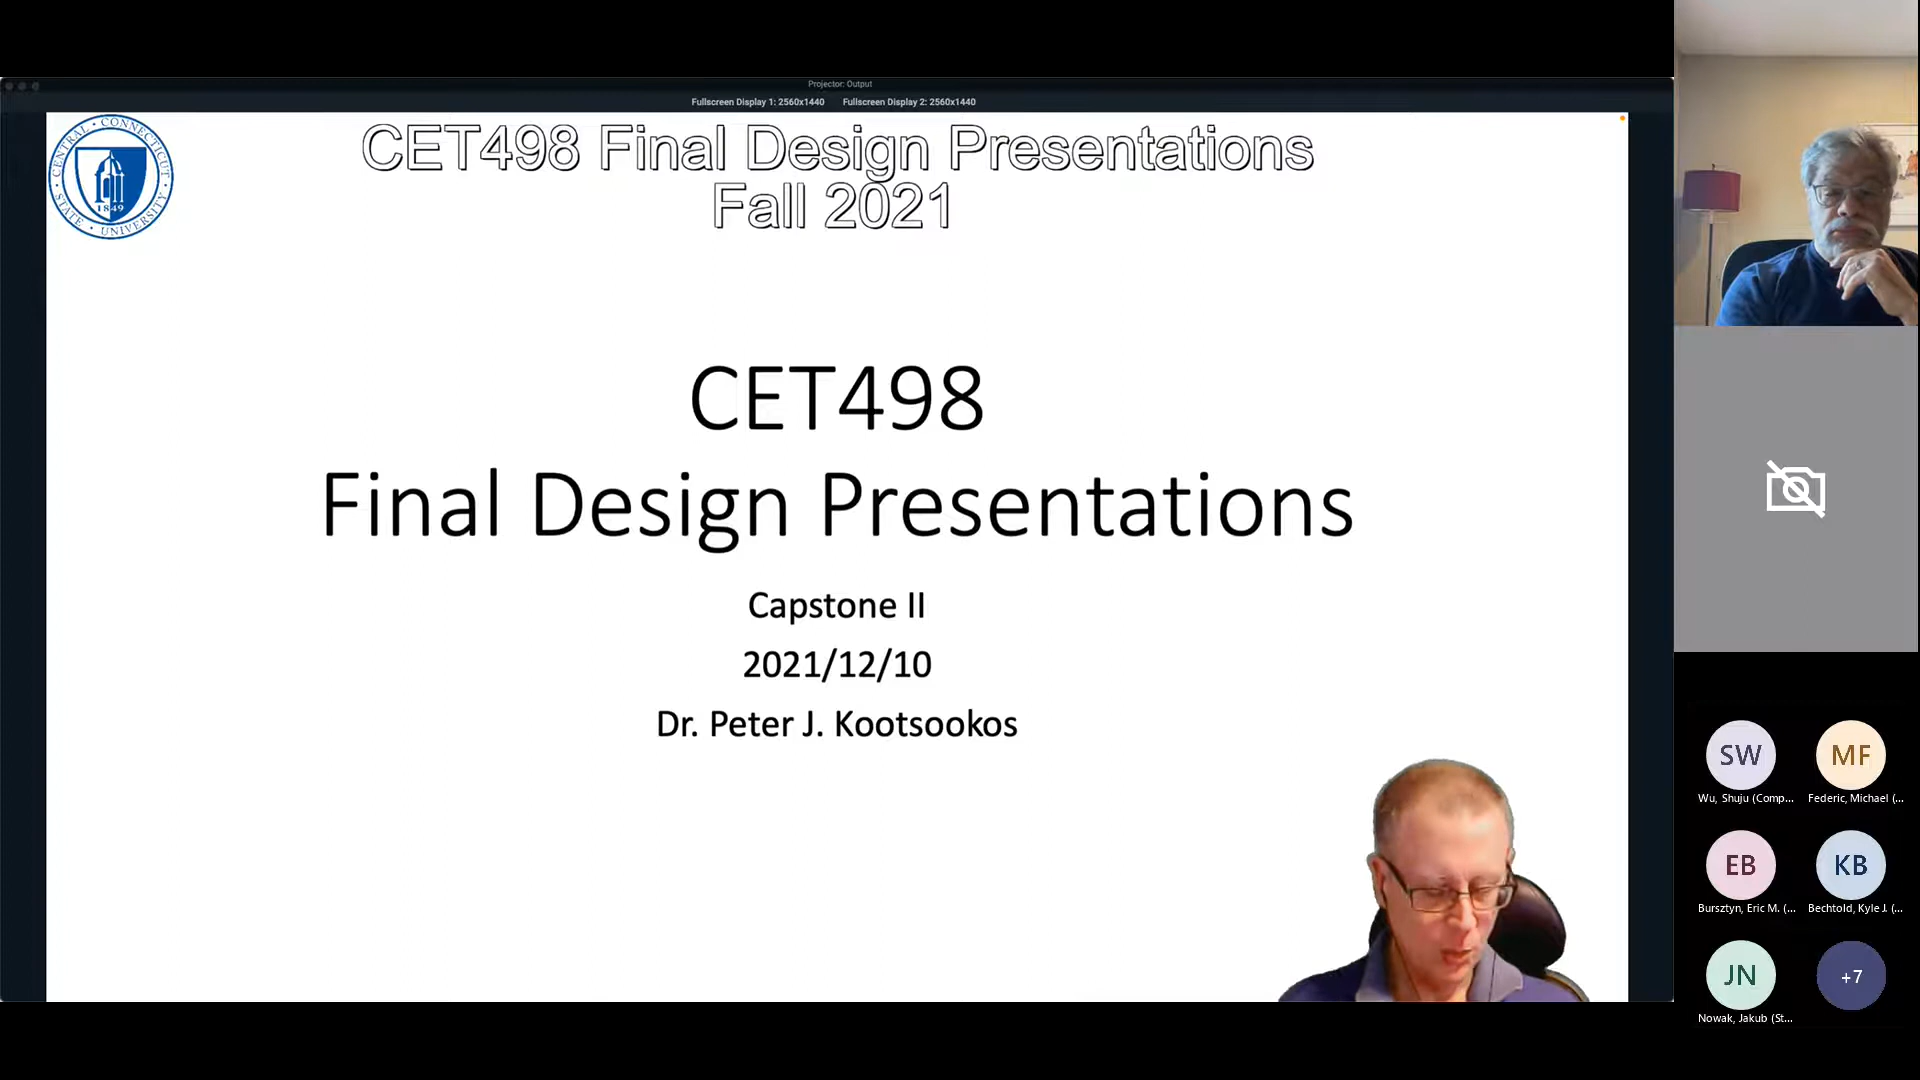 Projector: Output
Fullscreen Display 1: 2560x1440 Fullscreen Display 2: 2560x1440
CENTRAL · CONNECTICUT
STATE · UNIVERSITY
1849
CET498 Final Design Presentations
Fall 2021
CET498
Final Design Presentations
Capstone II
2021/12/10
Dr. Peter J. Kootsookos
SW MF
Wu, Shuju (Comp... Federic, Michael (...
EB KB
Bursztyn, Eric M. (... Bechtold, Kyle J. (...
JN +7
Nowak, Jakub (St...